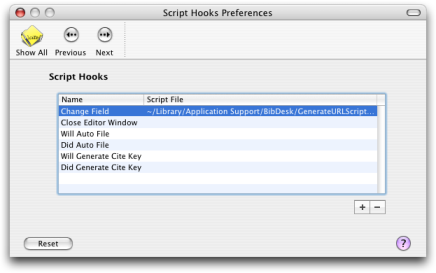 Script Hooks Preferences
Show All Previous Next
Script Hooks
Name Script File
Change Field ~/Library/Application Support/BibDesk/GenerateURLScript...
Close Editor Window
Will Auto File
Did Auto File
Will Generate Cite Key
Did Generate Cite Key
+ −
Reset ?